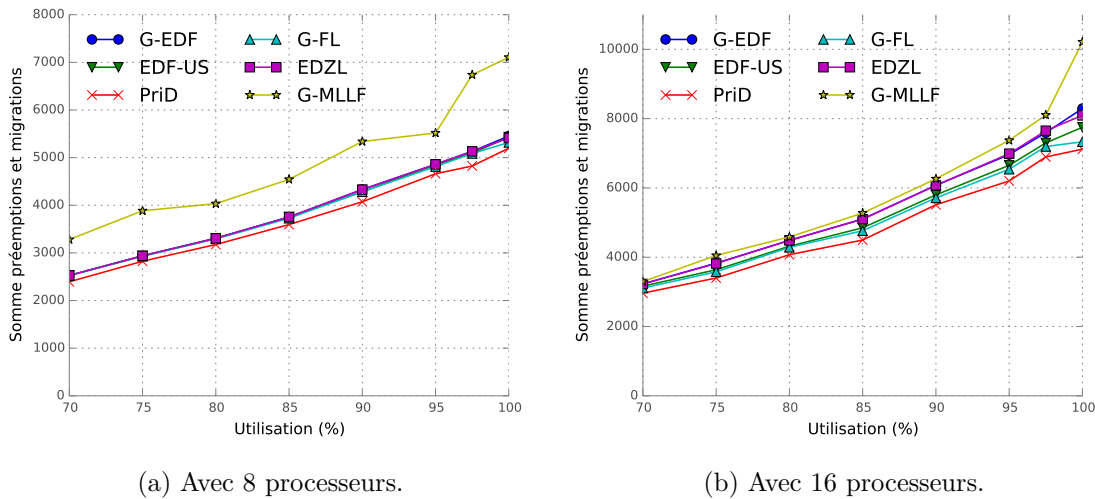 8000
7000
6000
5000
4000
3000
2000
1000
0
70 75 80 85 90 95 100
Somme préemptions et migrations
Utilisation (%)
G-EDF G-FL
EDF-US EDZL
PriD G-MLLF
(a) Avec 8 processeurs.
10000
8000
6000
4000
2000
0
70 75 80 85 90 95 100
Somme préemptions et migrations
Utilisation (%)
G-EDF G-FL
EDF-US EDZL
PriD G-MLLF
(b) Avec 16 processeurs.